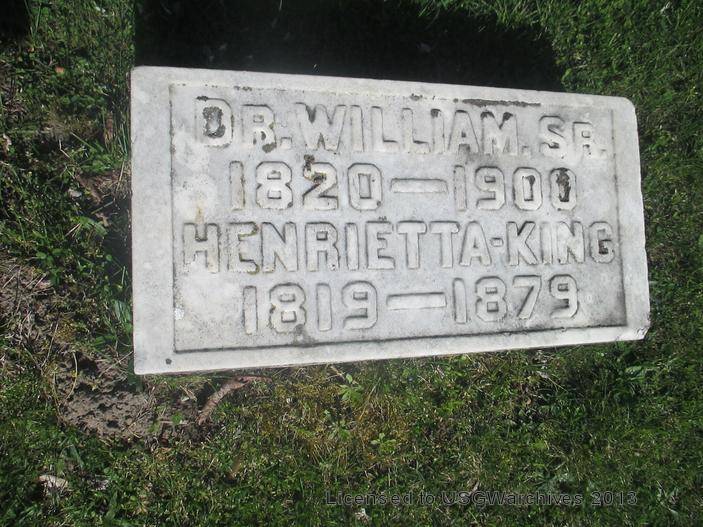 DR. WILLIAM. SR.
1820—1900
HENRIETTA-KING
1819—1879
Licensed to USGWarchives 2013